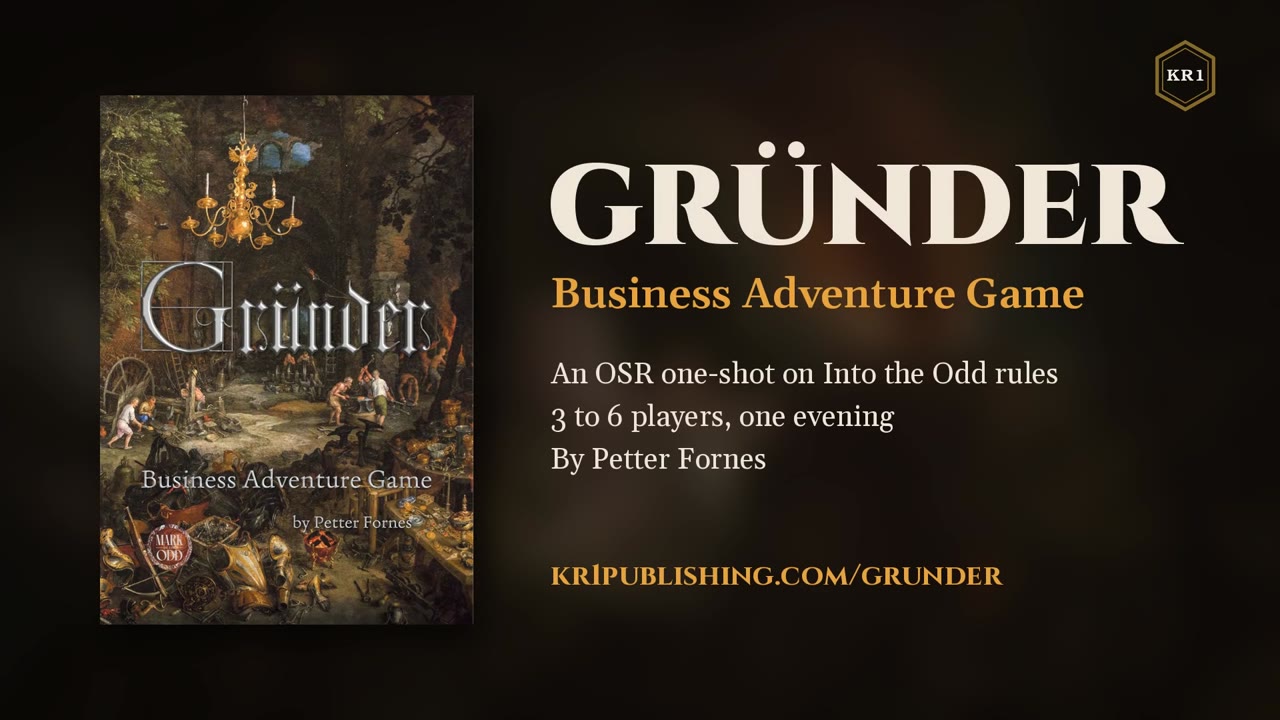 KR1
GRÜNDER
Business Adventure Game
An OSR one-shot on Into the Odd rules
3 to 6 players, one evening
By Petter Fornes
KR1PUBLISHING.COM/GRUNDER
Gründer
Business Adventure Game
by Petter Fornes
MARK
ODD